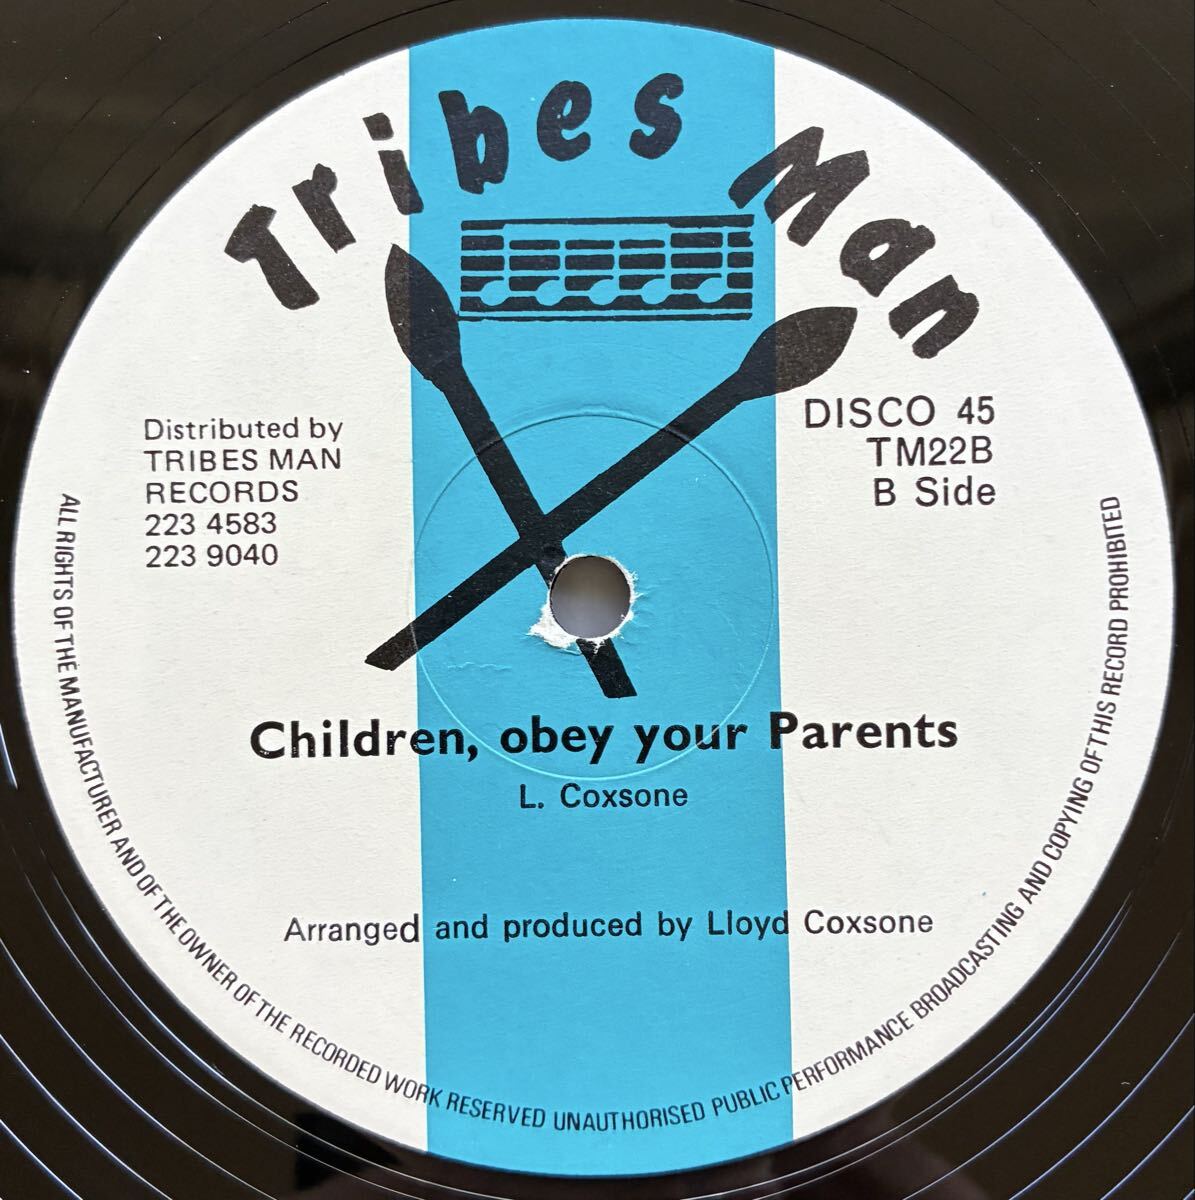 Tribes Man
Distributed by
TRIBES MAN
RECORDS
223 4583
223 9040
DISCO 45
TM22B
B Side
Children, obey your Parents
L. Coxsone
Arranged and produced by Lloyd Coxsone
ALL RIGHTS OF THE MANUFACTURER AND OF THE OWNER OF THE RECORDED WORK RESERVED UNAUTHORISED PUBLIC PERFORMANCE BROADCASTING AND COPYING OF THIS RECORD PROHIBITED